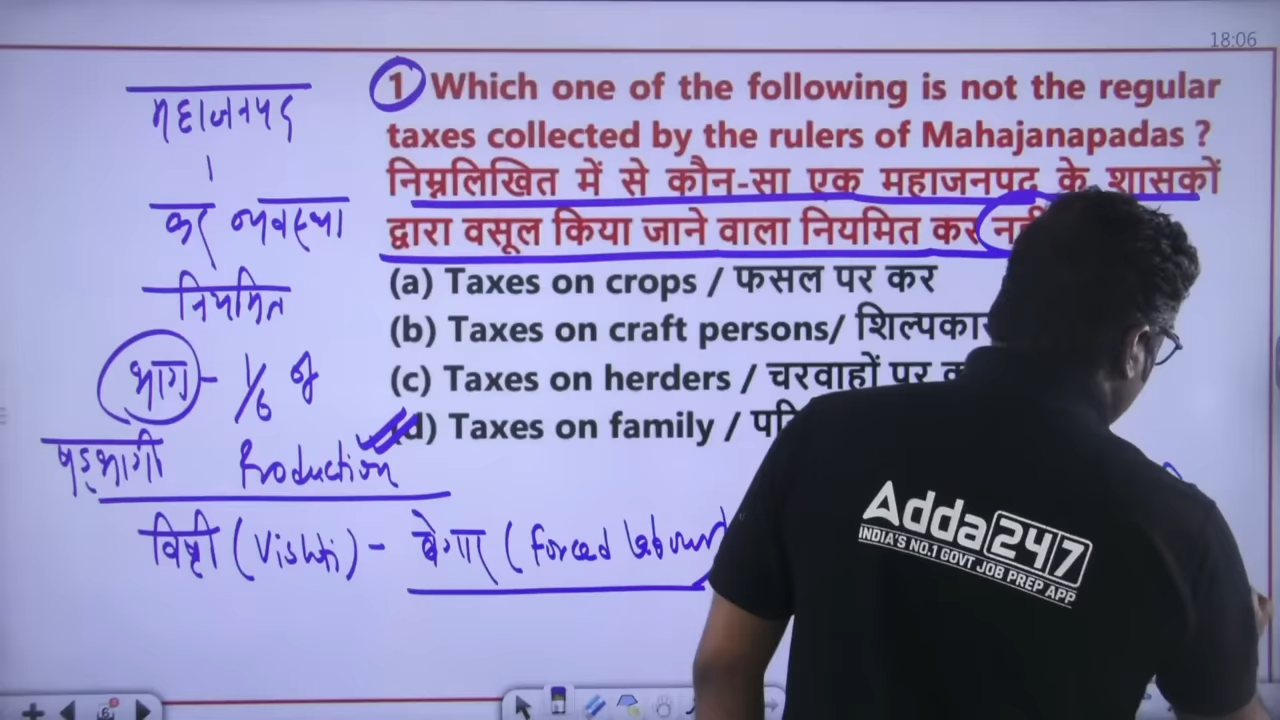 18:06
1 Which one of the following is not the regular
taxes collected by the rulers of Mahajanapadas ?
निम्नलिखित में से कौन-सा एक महाजनपद के शासकों
द्वारा वसूल किया जाने वाला नियमित कर
(a) Taxes on crops / फसल पर कर
(b) Taxes on craft persons/
(c) Taxes on herders / चरवाहों पर
(d) Taxes on family /
महाजनपद
कर व्यवस्था
नियमित
भाग - 1/6
षड्भागी Production
विष्टी (Vishti) - बेगार (Forced labour
Adda247
INDIA'S NO.1 GOVT JOB PREP APP